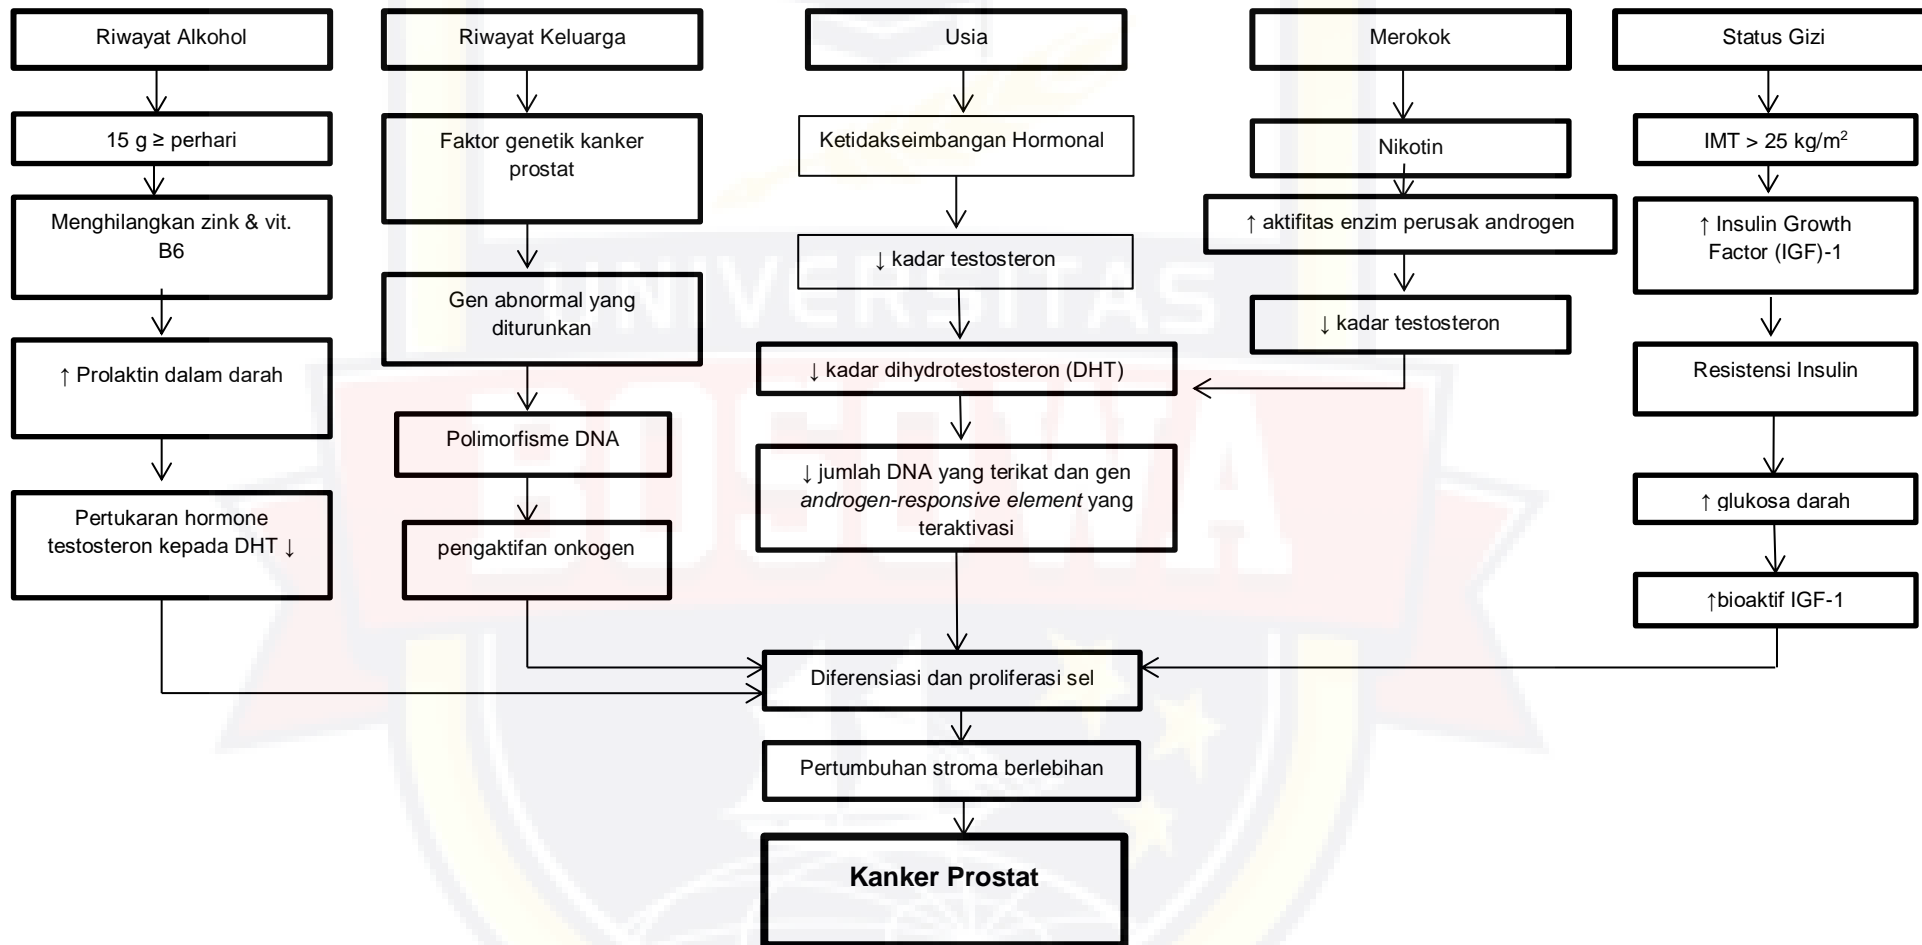 Riwayat Alkohol
Riwayat Keluarga
Usia
Merokok
Status Gizi
15 g ≥ perhari
Faktor genetik kanker
prostat
Ketidakseimbangan Hormonal
Nikotin
IMT > 25 kg/m²
Menghilangkan zink & vit.
B6
↑ aktifitas enzim perusak androgen
↑ Insulin Growth
Factor (IGF)-1
↓ kadar testosteron
Gen abnormal yang
diturunkan
↓ kadar testosteron
↑ Prolaktin dalam darah
↓ kadar dihydrotestosteron (DHT)
Resistensi Insulin
Polimorfisme DNA
↓ jumlah DNA yang terikat dan gen
androgen-responsive element yang
teraktivasi
↑ glukosa darah
Pertukaran hormone
testosteron kepada DHT ↓
pengaktifan onkogen
↑bioaktif IGF-1
Diferensiasi dan proliferasi sel
Pertumbuhan stroma berlebihan
Kanker Prostat
UNIVERSITAS
BOSOWA